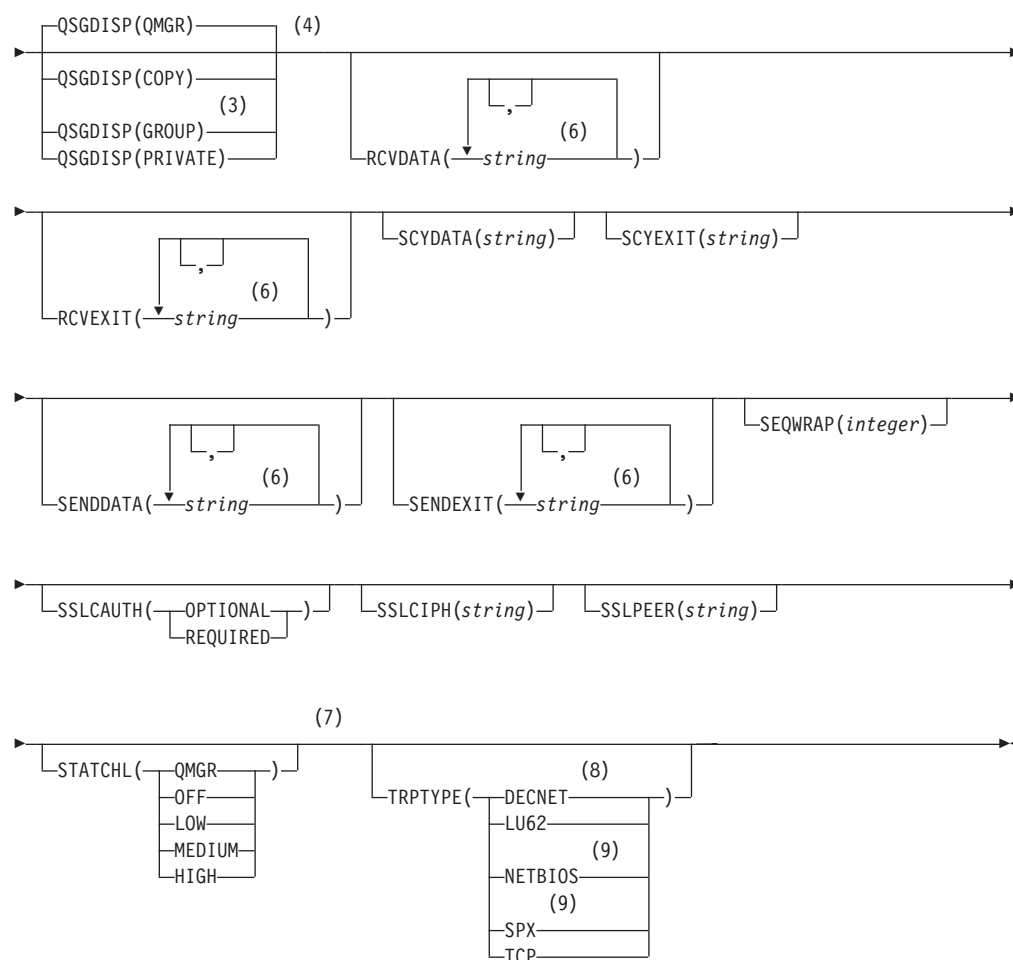 QSGDISP(QMGR) (4)
QSGDISP(COPY)
(3)
QSGDISP(GROUP)
QSGDISP(PRIVATE)
,
(6)
RCVDATA( string )
,
(6)
RCVEXIT( string )
SCYDATA(string)
SCYEXIT(string)
,
(6)
SENDDATA( string )
,
(6)
SENDEXIT( string )
SEQWRAP(integer)
SSLCAUTH( OPTIONAL )
REQUIRED
SSLCIPH(string)
SSLPEER(string)
(7)
STATCHL( QMGR )
OFF
LOW
MEDIUM
HIGH
(8)
TRPTYPE( DECNET )
LU62
(9)
NETBIOS
(9)
SPX
TCP